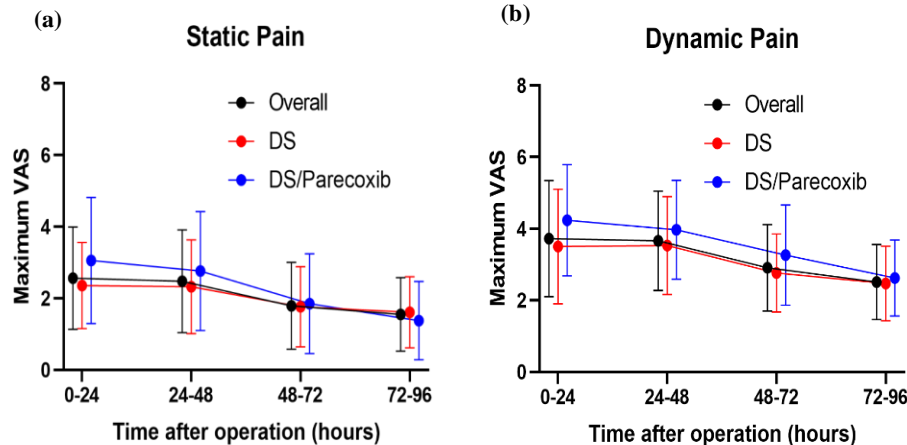 (a)
Static Pain
Maximum VAS
8
6
4
2
0
Overall
DS
DS/Parecoxib
0-24
24-48
48-72
72-96
Time after operation (hours)
(b)
Dynamic Pain
Maximum VAS
8
6
4
2
0
Overall
DS
DS/Parecoxib
0-24
24-48
48-72
72-96
Time after operation (hours)